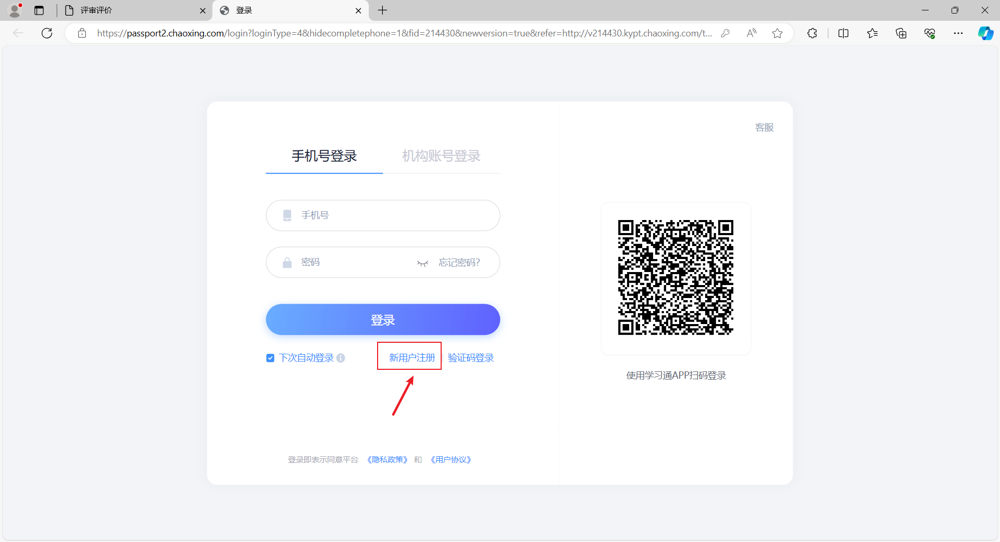 评审评价
登录
https://passport2.chaoxing.com/login?loginType=4&hidecompletephone=1&fid=214430&newversion=true&refer=http://v214430.kypt.chaoxing.com/t...
客服
手机号登录 机构账号登录
手机号
密码 忘记密码?
登录
下次自动登录 新用户注册 验证码登录
使用学习通APP扫码登录
登录即表示同意平台 《隐私政策》 和 《用户协议》